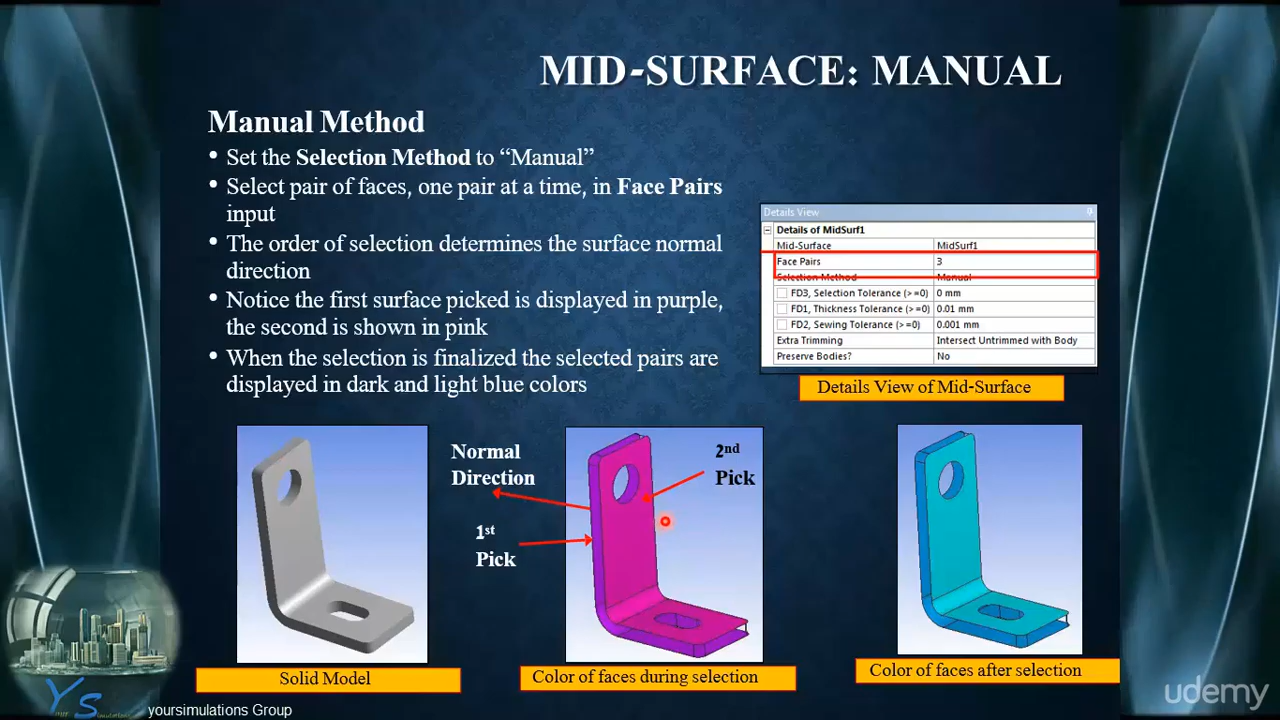 MID-SURFACE: MANUAL
Manual Method
• Set the Selection Method to “Manual”
• Select pair of faces, one pair at a time, in Face Pairs
input
• The order of selection determines the surface normal
direction
• Notice the first surface picked is displayed in purple,
the second is shown in pink
• When the selection is finalized the selected pairs are
displayed in dark and light blue colors
Details View
Details of MidSurf1
Mid-Surface MidSurf1
Face Pairs 3
Selection Method Manual
FD3, Selection Tolerance (>=0) 0 mm
FD1, Thickness Tolerance (>=0) 0.01 mm
FD2, Sewing Tolerance (>=0) 0.001 mm
Extra Trimming Intersect Untrimmed with Body
Preserve Bodies? No
Details View of Mid-Surface
Normal
Direction
1st
Pick
2nd
Pick
Solid Model
Color of faces during selection
Color of faces after selection
YS
yoursimulations Group
udemy